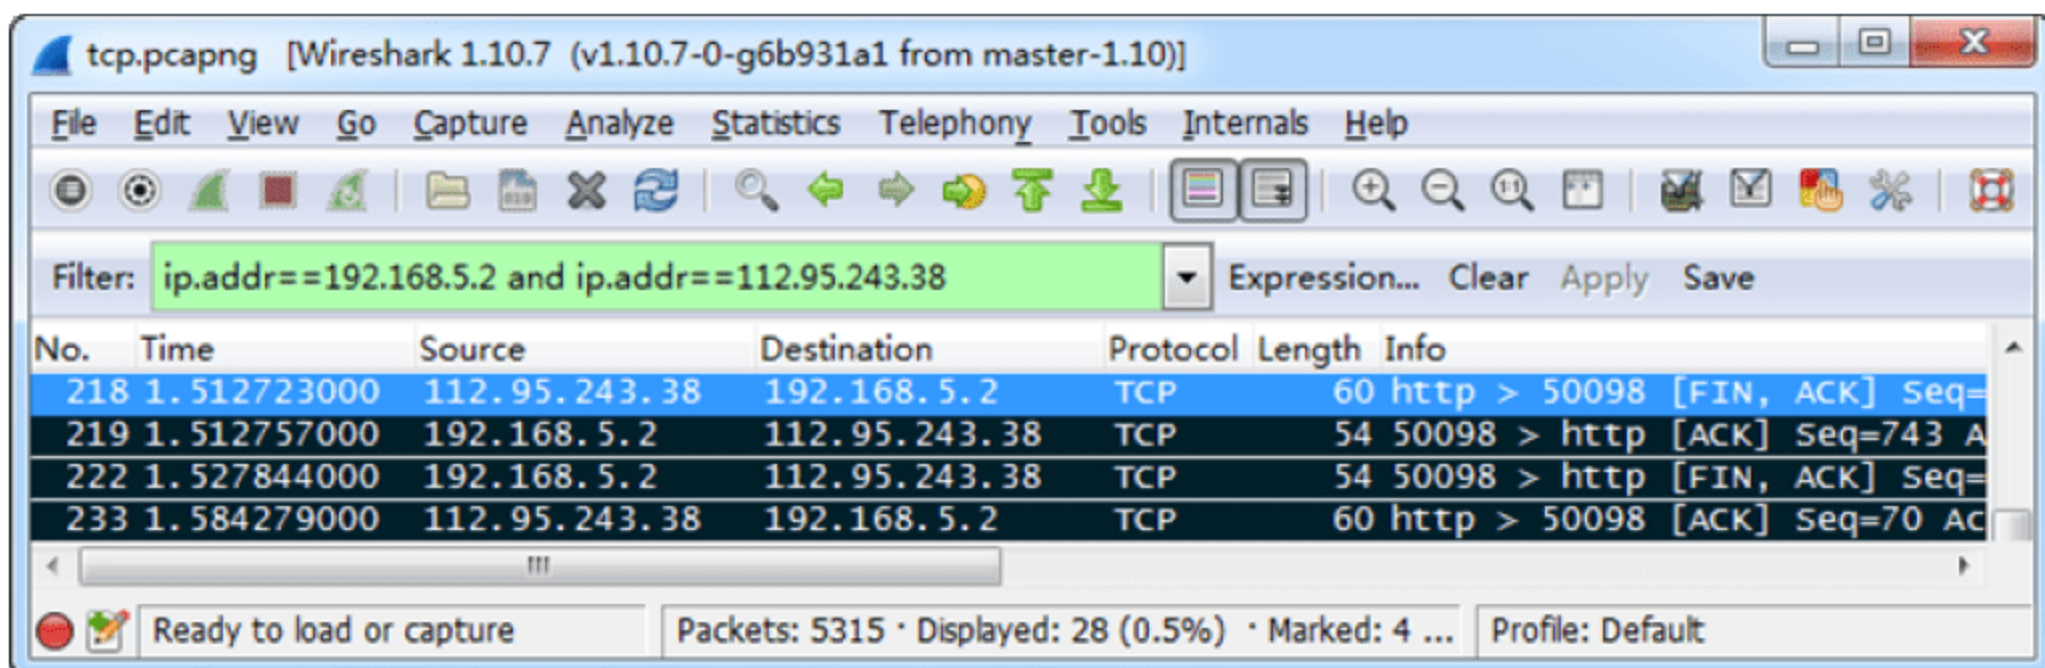 tcp.pcapng [Wireshark 1.10.7 (v1.10.7-0-g6b931a1 from master-1.10)]
File Edit View Go Capture Analyze Statistics Telephony Tools Internals Help
Filter: ip.addr==192.168.5.2 and ip.addr==112.95.243.38 Expression... Clear Apply Save
No. Time Source Destination Protocol Length Info
218 1.512723000 112.95.243.38 192.168.5.2 TCP 60 http > 50098 [FIN, ACK] Seq=
219 1.512757000 192.168.5.2 112.95.243.38 TCP 54 50098 > http [ACK] Seq=743 A
222 1.527844000 192.168.5.2 112.95.243.38 TCP 54 50098 > http [FIN, ACK] Seq=
233 1.584279000 112.95.243.38 192.168.5.2 TCP 60 http > 50098 [ACK] Seq=70 Ac
Ready to load or capture Packets: 5315 · Displayed: 28 (0.5%) · Marked: 4 ... Profile: Default